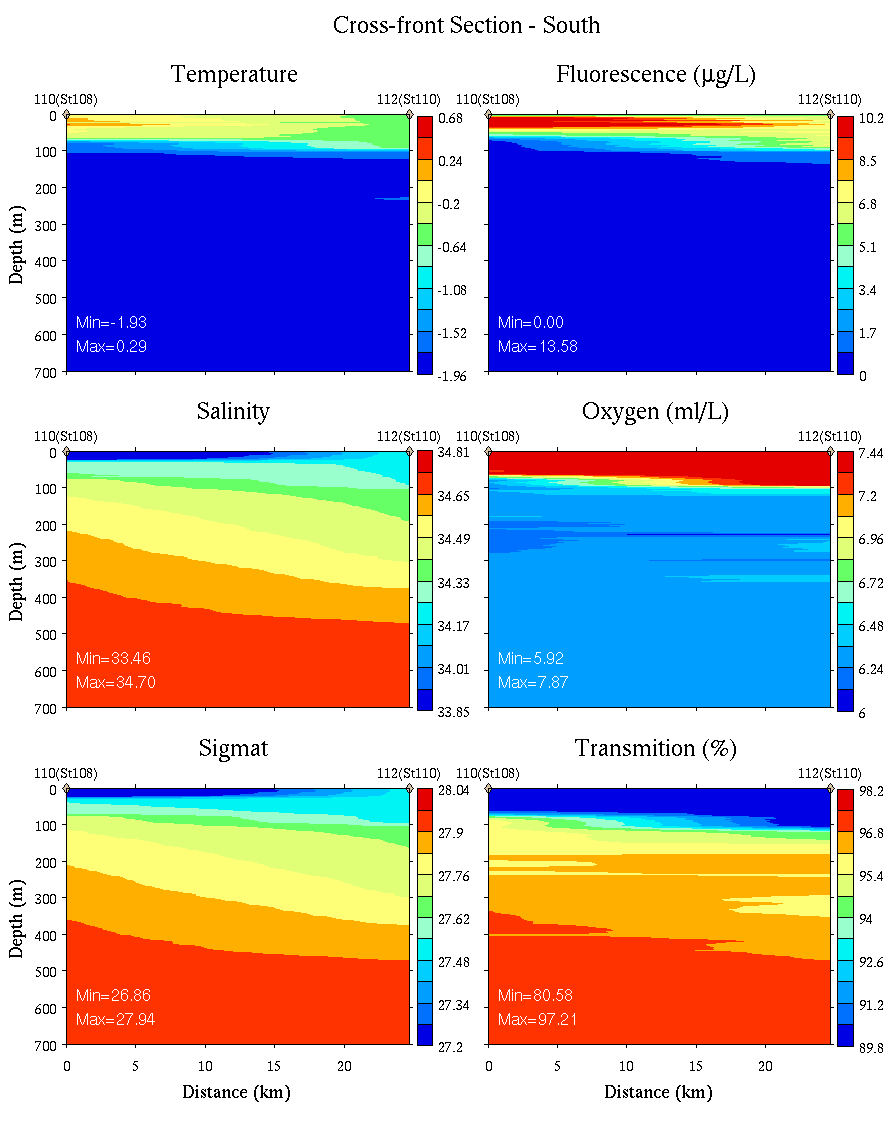 Cross-front Section - South
Temperature
110(St108) 112(St110)
0
100
200
300
400
500
600
700
Depth (m)
Min=-1.93
Max=0.29
0.68
0.24
-0.2
-0.64
-1.08
-1.52
-1.96
Fluorescence (µg/L)
110(St108) 112(St110)
Min=0.00
Max=13.58
10.2
8.5
6.8
5.1
3.4
1.7
0
Salinity
110(St108) 112(St110)
0
100
200
300
400
500
600
700
Depth (m)
Min=33.46
Max=34.70
34.81
34.65
34.49
34.33
34.17
34.01
33.85
Oxygen (ml/L)
110(St108) 112(St110)
Min=5.92
Max=7.87
7.44
7.2
6.96
6.72
6.48
6.24
6
Sigmat
110(St108) 112(St110)
0
100
200
300
400
500
600
700
Depth (m)
Min=26.86
Max=27.94
28.04
27.9
27.76
27.62
27.48
27.34
27.2
0 5 10 15 20
Distance (km)
Transmition (%)
110(St108) 112(St110)
Min=80.58
Max=97.21
98.2
96.8
95.4
94
92.6
91.2
89.8
0 5 10 15 20
Distance (km)